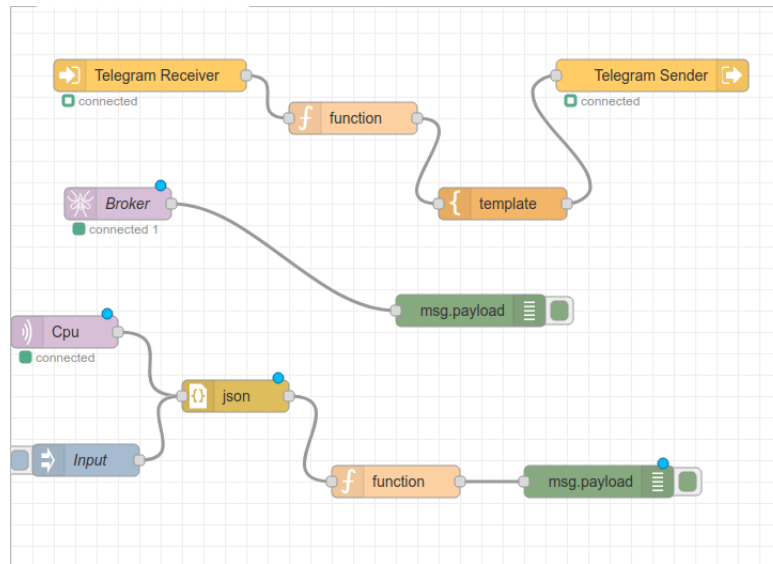 Telegram Receiver
connected
Telegram Sender
connected
function
Broker
connected 1
template
msg.payload
Cpu
connected
json
Input
function
msg.payload